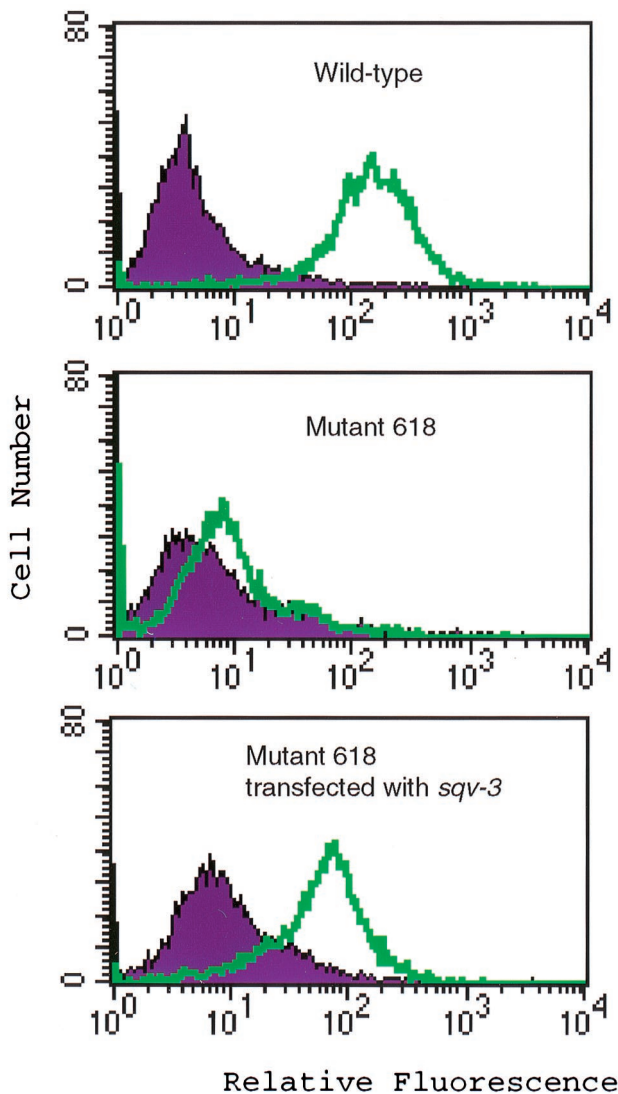 80
Wild-type
0
10^0 10^1 10^2 10^3 10^4
80
Mutant 618
0
10^0 10^1 10^2 10^3 10^4
Cell Number
80
Mutant 618
transfected with sqv-3
0
10^0 10^1 10^2 10^3 10^4
Relative Fluorescence